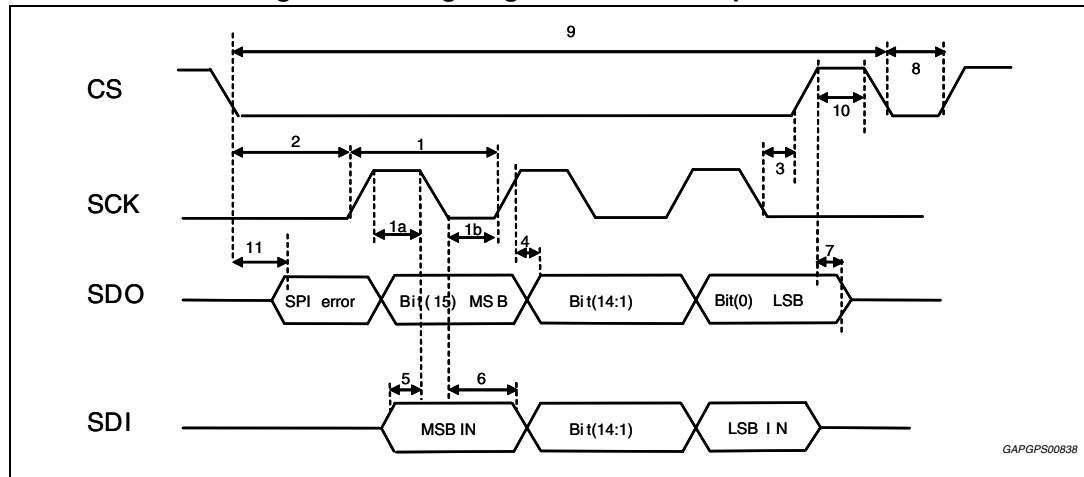 9
8
CS
10
2
1
3
SCK
1a
1b
4
11
7
SDO
SPI error
Bit(15) MSB
Bit(14:1)
Bit(0) LSB
5
6
SDI
MSB IN
Bit(14:1)
LSB IN
GAPGPS00838